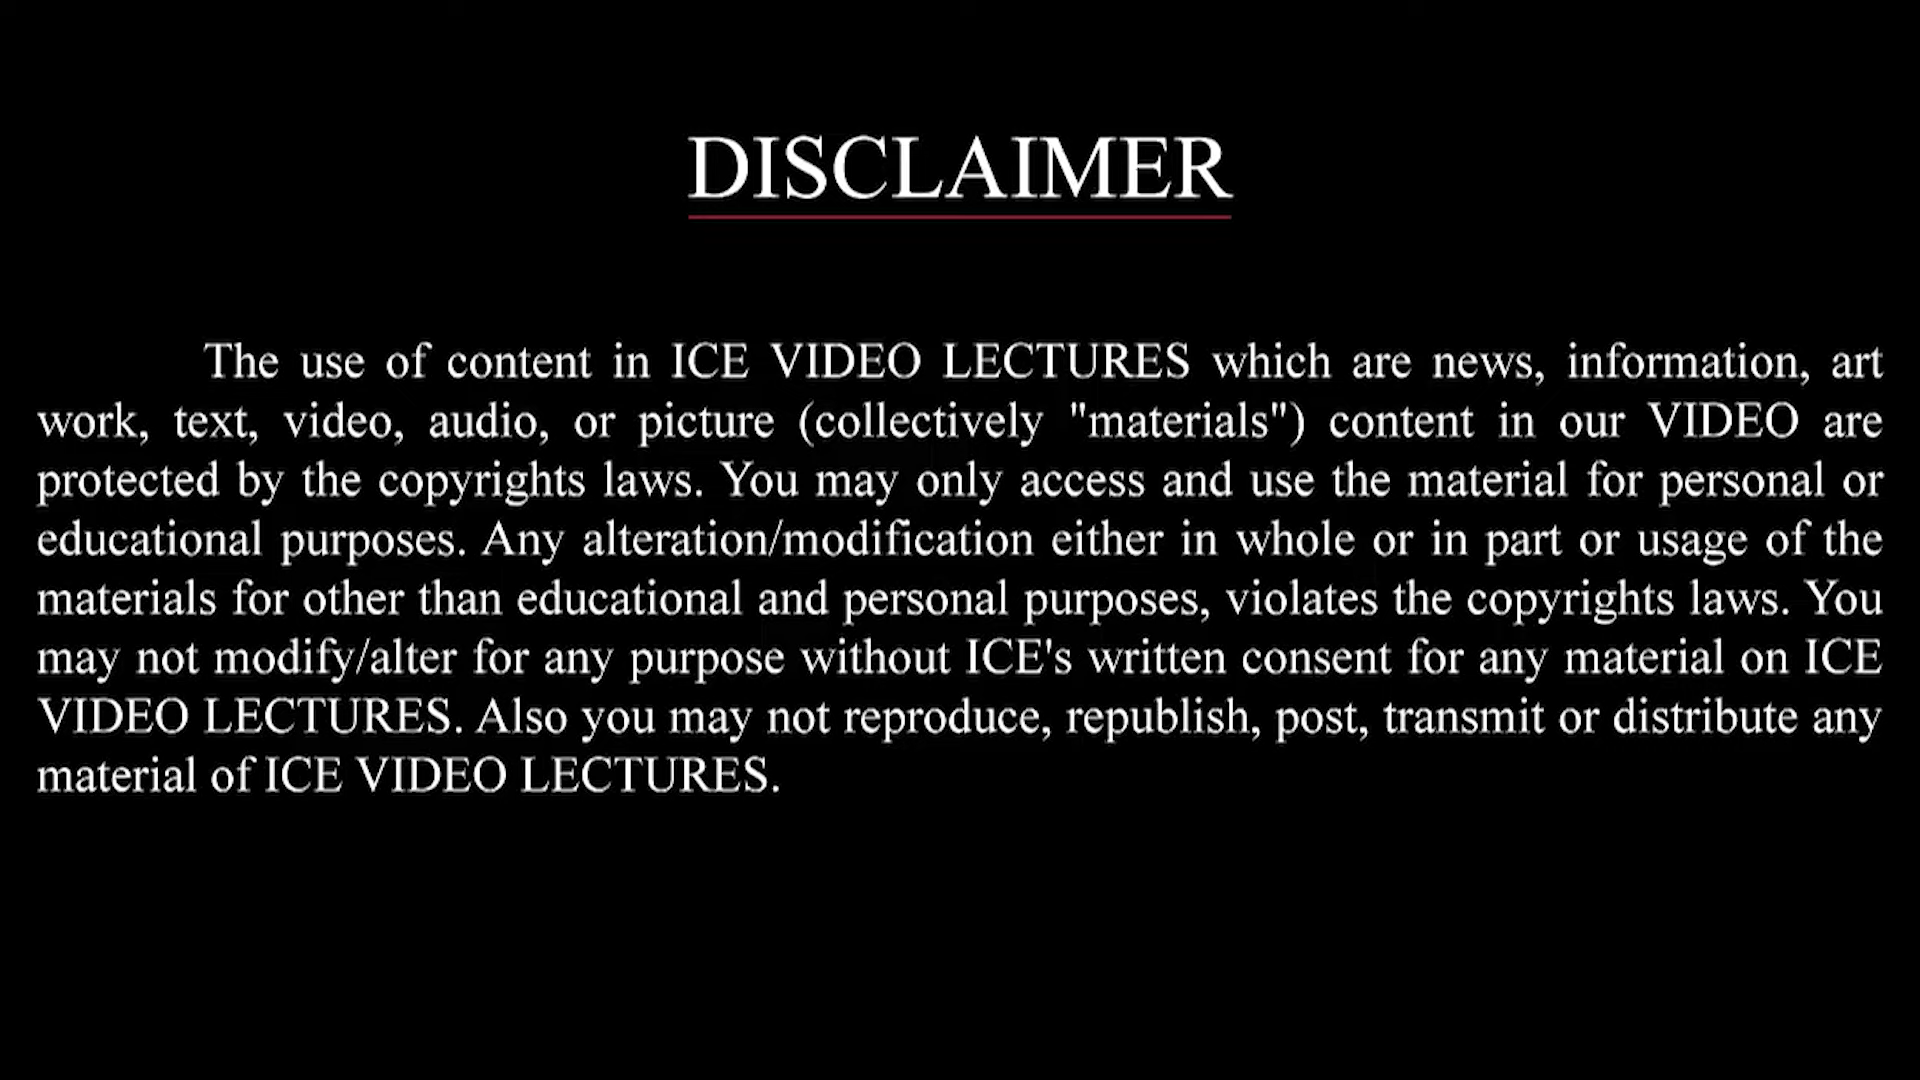 DISCLAIMER
The use of content in ICE VIDEO LECTURES which are news, information, art
work, text, video, audio, or picture (collectively "materials") content in our VIDEO are
protected by the copyrights laws. You may only access and use the material for personal or
educational purposes. Any alteration/modification either in whole or in part or usage of the
materials for other than educational and personal purposes, violates the copyrights laws. You
may not modify/alter for any purpose without ICE's written consent for any material on ICE
VIDEO LECTURES. Also you may not reproduce, republish, post, transmit or distribute any
material of ICE VIDEO LECTURES.